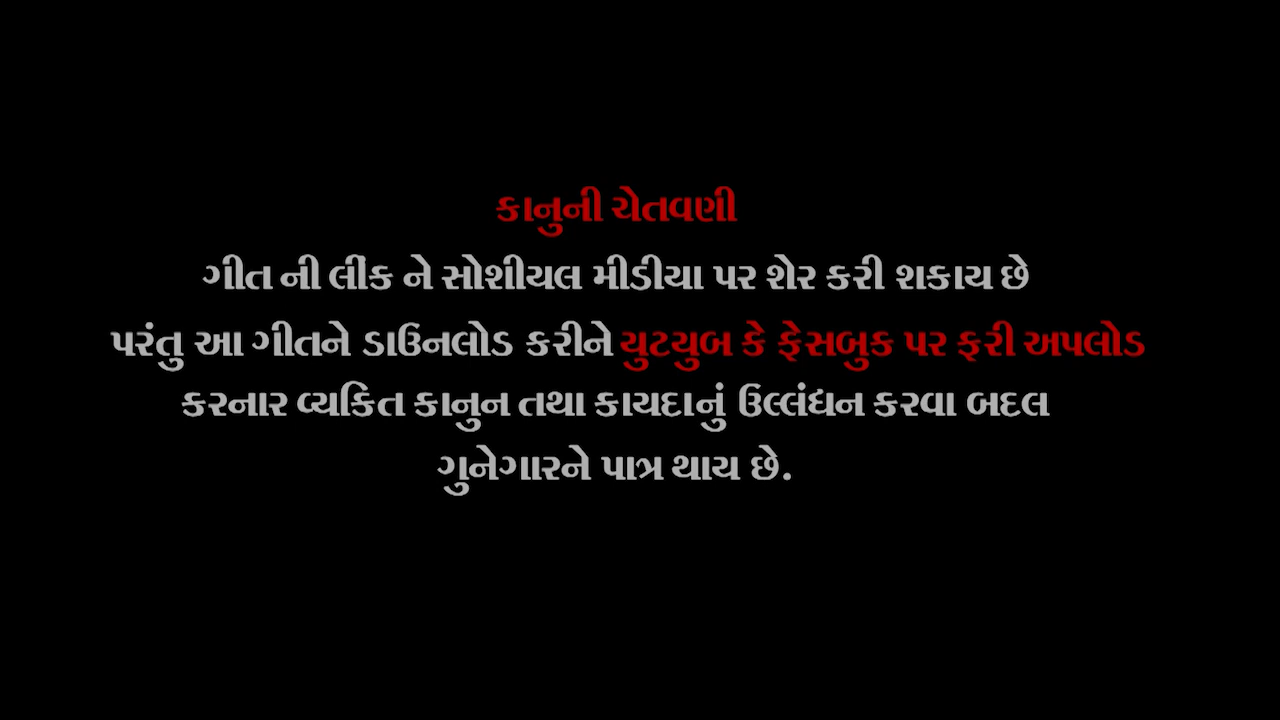 કાનુની ચેતવણી
ગીત ની લીંક ને સોશીયલ મીડીયા પર શેર કરી શકાય છે
પરંતુ આ ગીતને ડાઉનલોડ કરીને યુટયુબ કે ફેસબુક પર ફરી અપલોડ
કરનાર વ્યકિત કાનુન તથા કાયદાનું ઉલ્લંઘન કરવા બદલ
ગુનેગારને પાત્ર થાય છે.